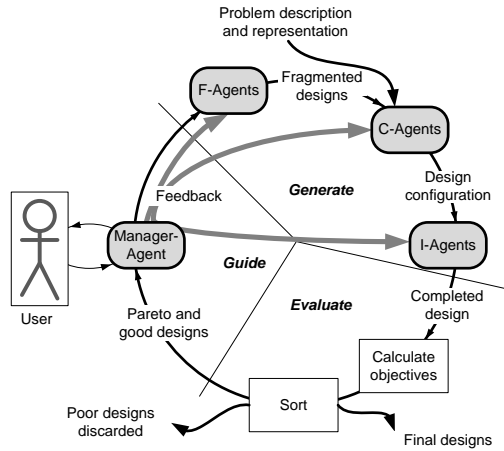 Problem description
and representation
F-Agents
Fragmented
designs
C-Agents
Feedback
Generate
Design
configuration
Manager-
Agent
I-Agents
Guide
User
Pareto and
good designs
Evaluate
Completed
design
Calculate
objectives
Sort
Poor designs
discarded
Final designs